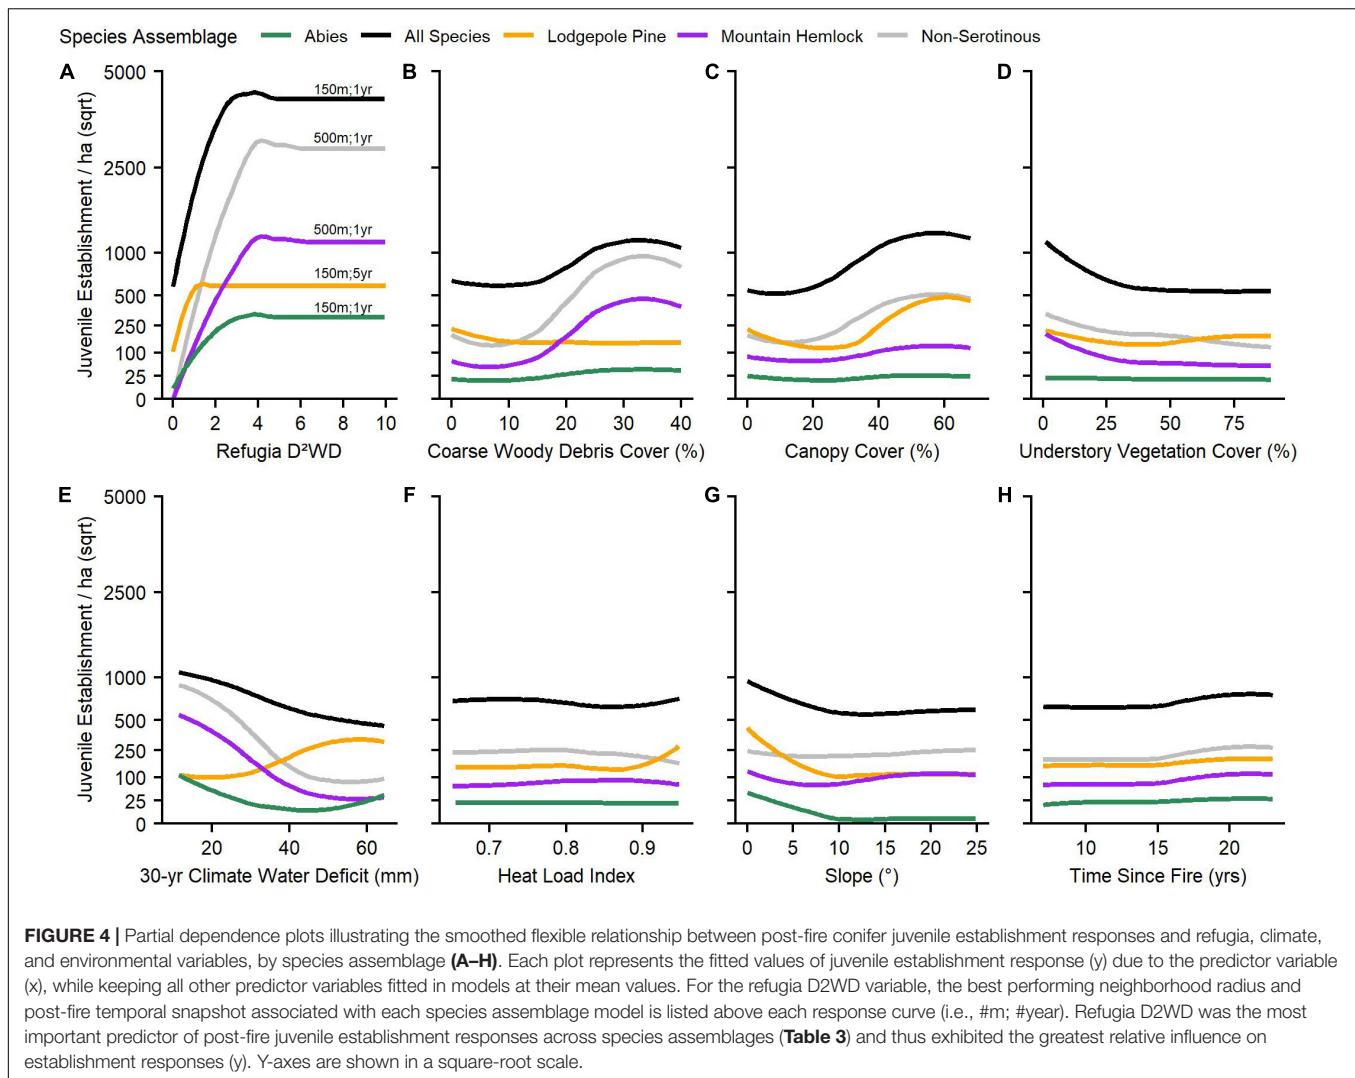 Species Assemblage Abies All Species Lodgepole Pine Mountain Hemlock Non-Serotinous
A B C D
Juvenile Establishment / ha (sqrt)
5000
2500
1000
500
250
100
25
0
150m;1yr
500m;1yr
500m;1yr
150m;5yr
150m;1yr
0 2 4 6 8 10
Refugia D²WD
0 10 20 30 40
Coarse Woody Debris Cover (%)
0 20 40 60
Canopy Cover (%)
0 25 50 75
Understory Vegetation Cover (%)
E F G H
Juvenile Establishment / ha (sqrt)
5000
2500
1000
500
250
100
25
0
20 40 60
30-yr Climate Water Deficit (mm)
0.7 0.8 0.9
Heat Load Index
0 5 10 15 20 25
Slope (°)
10 15 20
Time Since Fire (yrs)
FIGURE 4 | Partial dependence plots illustrating the smoothed flexible relationship between post-fire conifer juvenile establishment responses and refugia, climate,
and environmental variables, by species assemblage (A–H). Each plot represents the fitted values of juvenile establishment response (y) due to the predictor variable
(x), while keeping all other predictor variables fitted in models at their mean values. For the refugia D2WD variable, the best performing neighborhood radius and
post-fire temporal snapshot associated with each species assemblage model is listed above each response curve (i.e., #m; #year). Refugia D2WD was the most
important predictor of post-fire juvenile establishment responses across species assemblages (Table 3) and thus exhibited the greatest relative influence on
establishment responses (y). Y-axes are shown in a square-root scale.